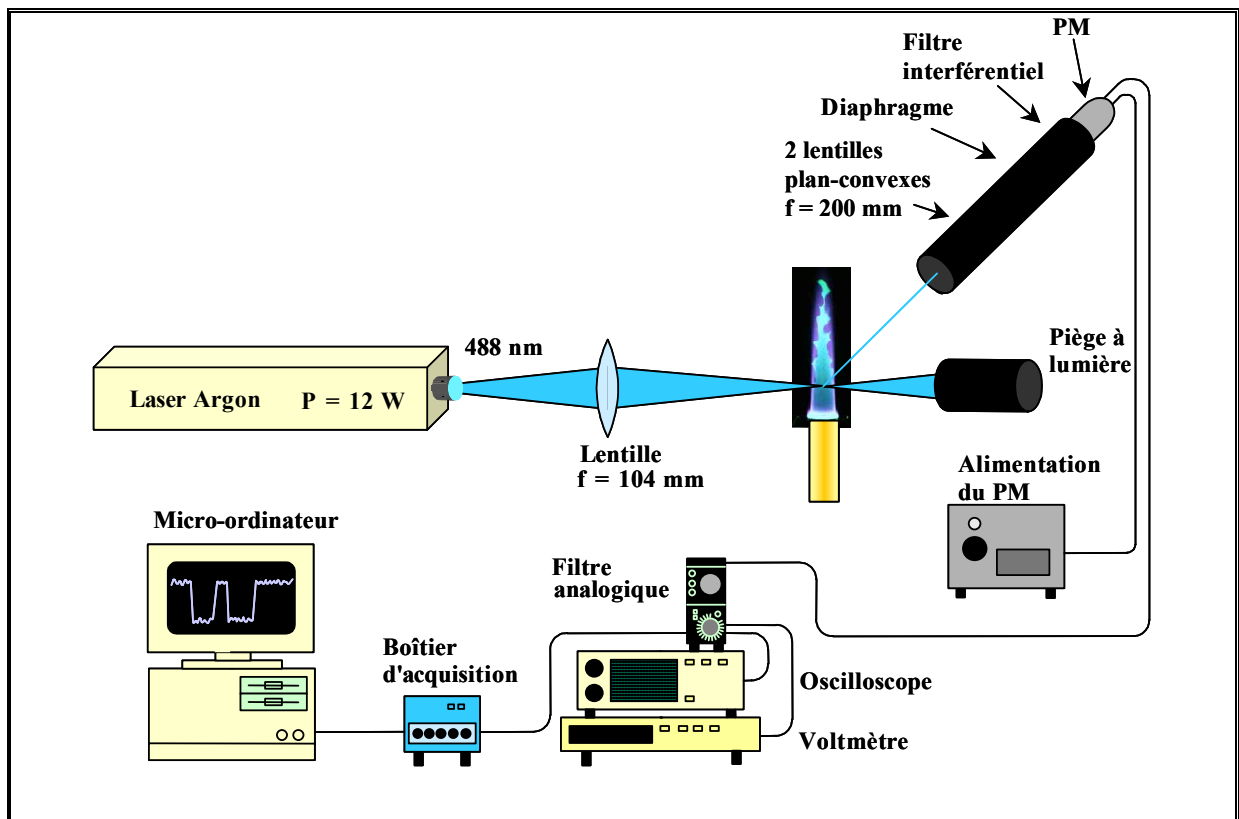 PM
Filtre
interférentiel
Diaphragme
2 lentilles
plan-convexes
f = 200 mm
488 nm
Piège à
lumière
Laser Argon P = 12 W
Lentille
f = 104 mm
Alimentation
du PM
Micro-ordinateur
Filtre
analogique
Boîtier
d'acquisition
Oscilloscope
Voltmètre